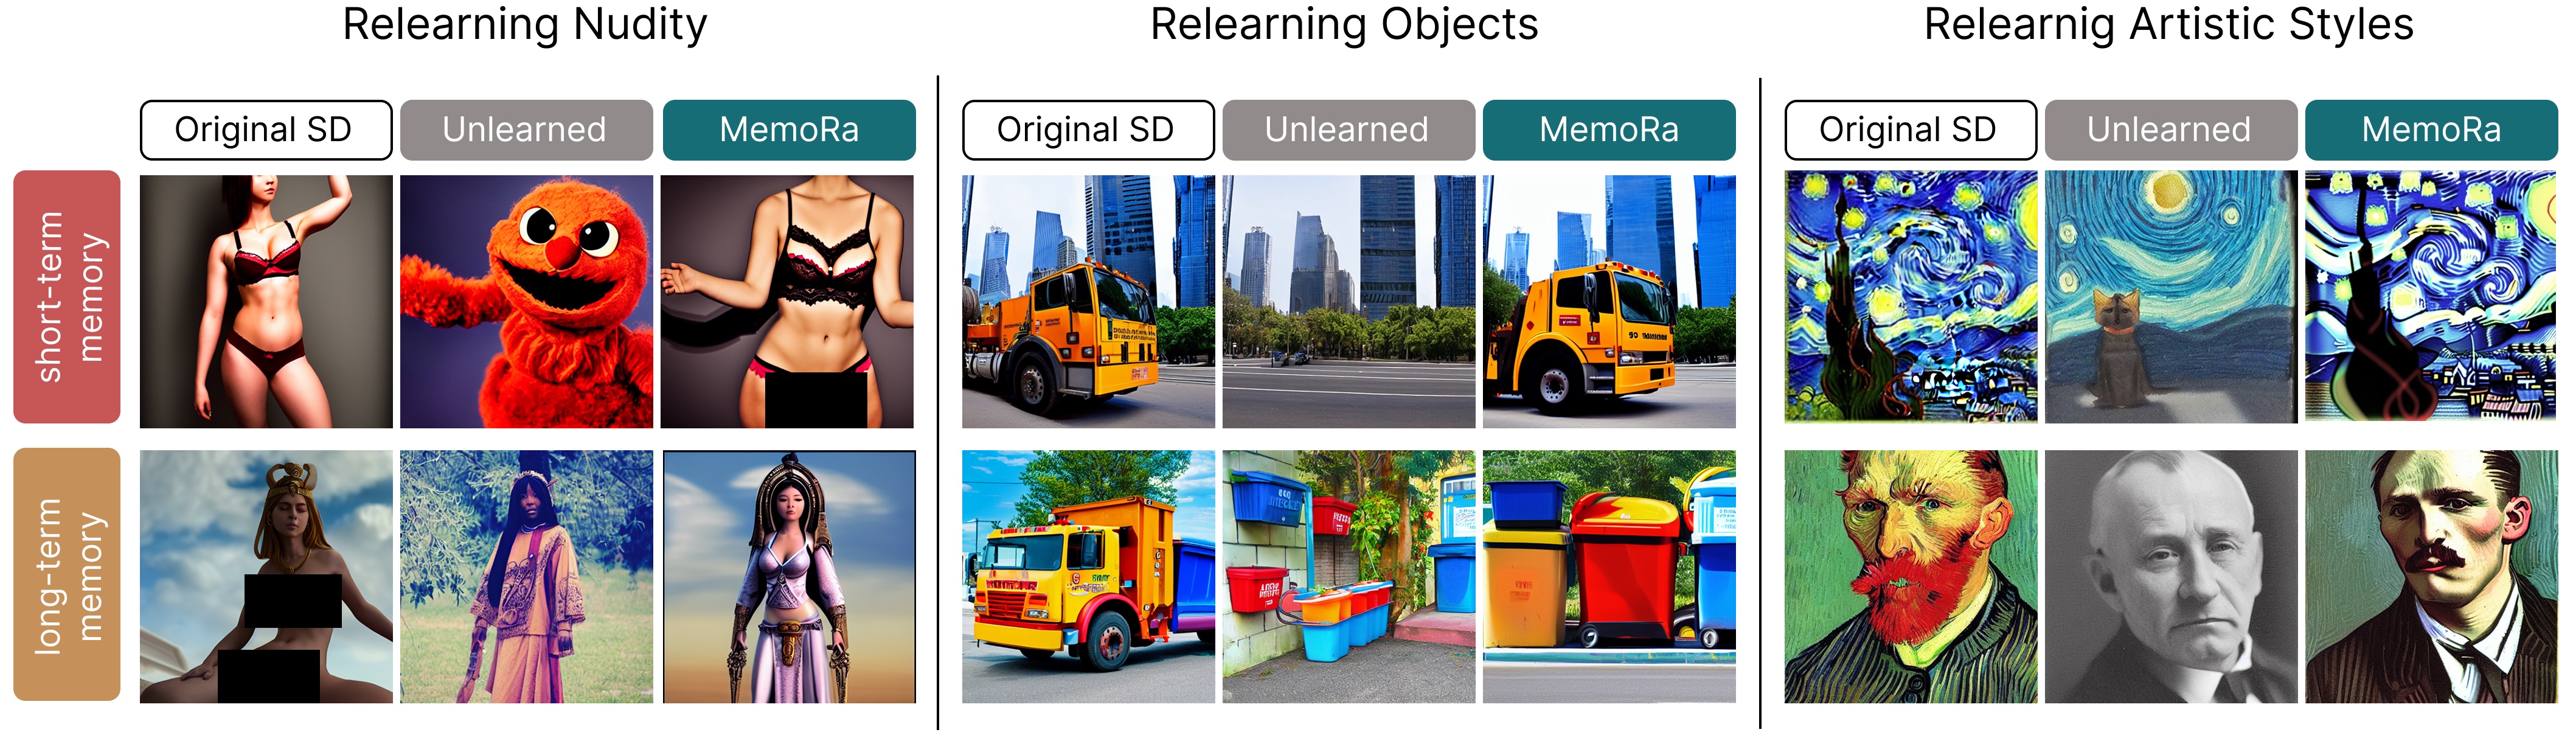 Relearning Nudity
Relearning Objects
Relearnig Artistic Styles
Original SD
Unlearned
MemoRa
Original SD
Unlearned
MemoRa
Original SD
Unlearned
MemoRa
short-term
memory
long-term
memory